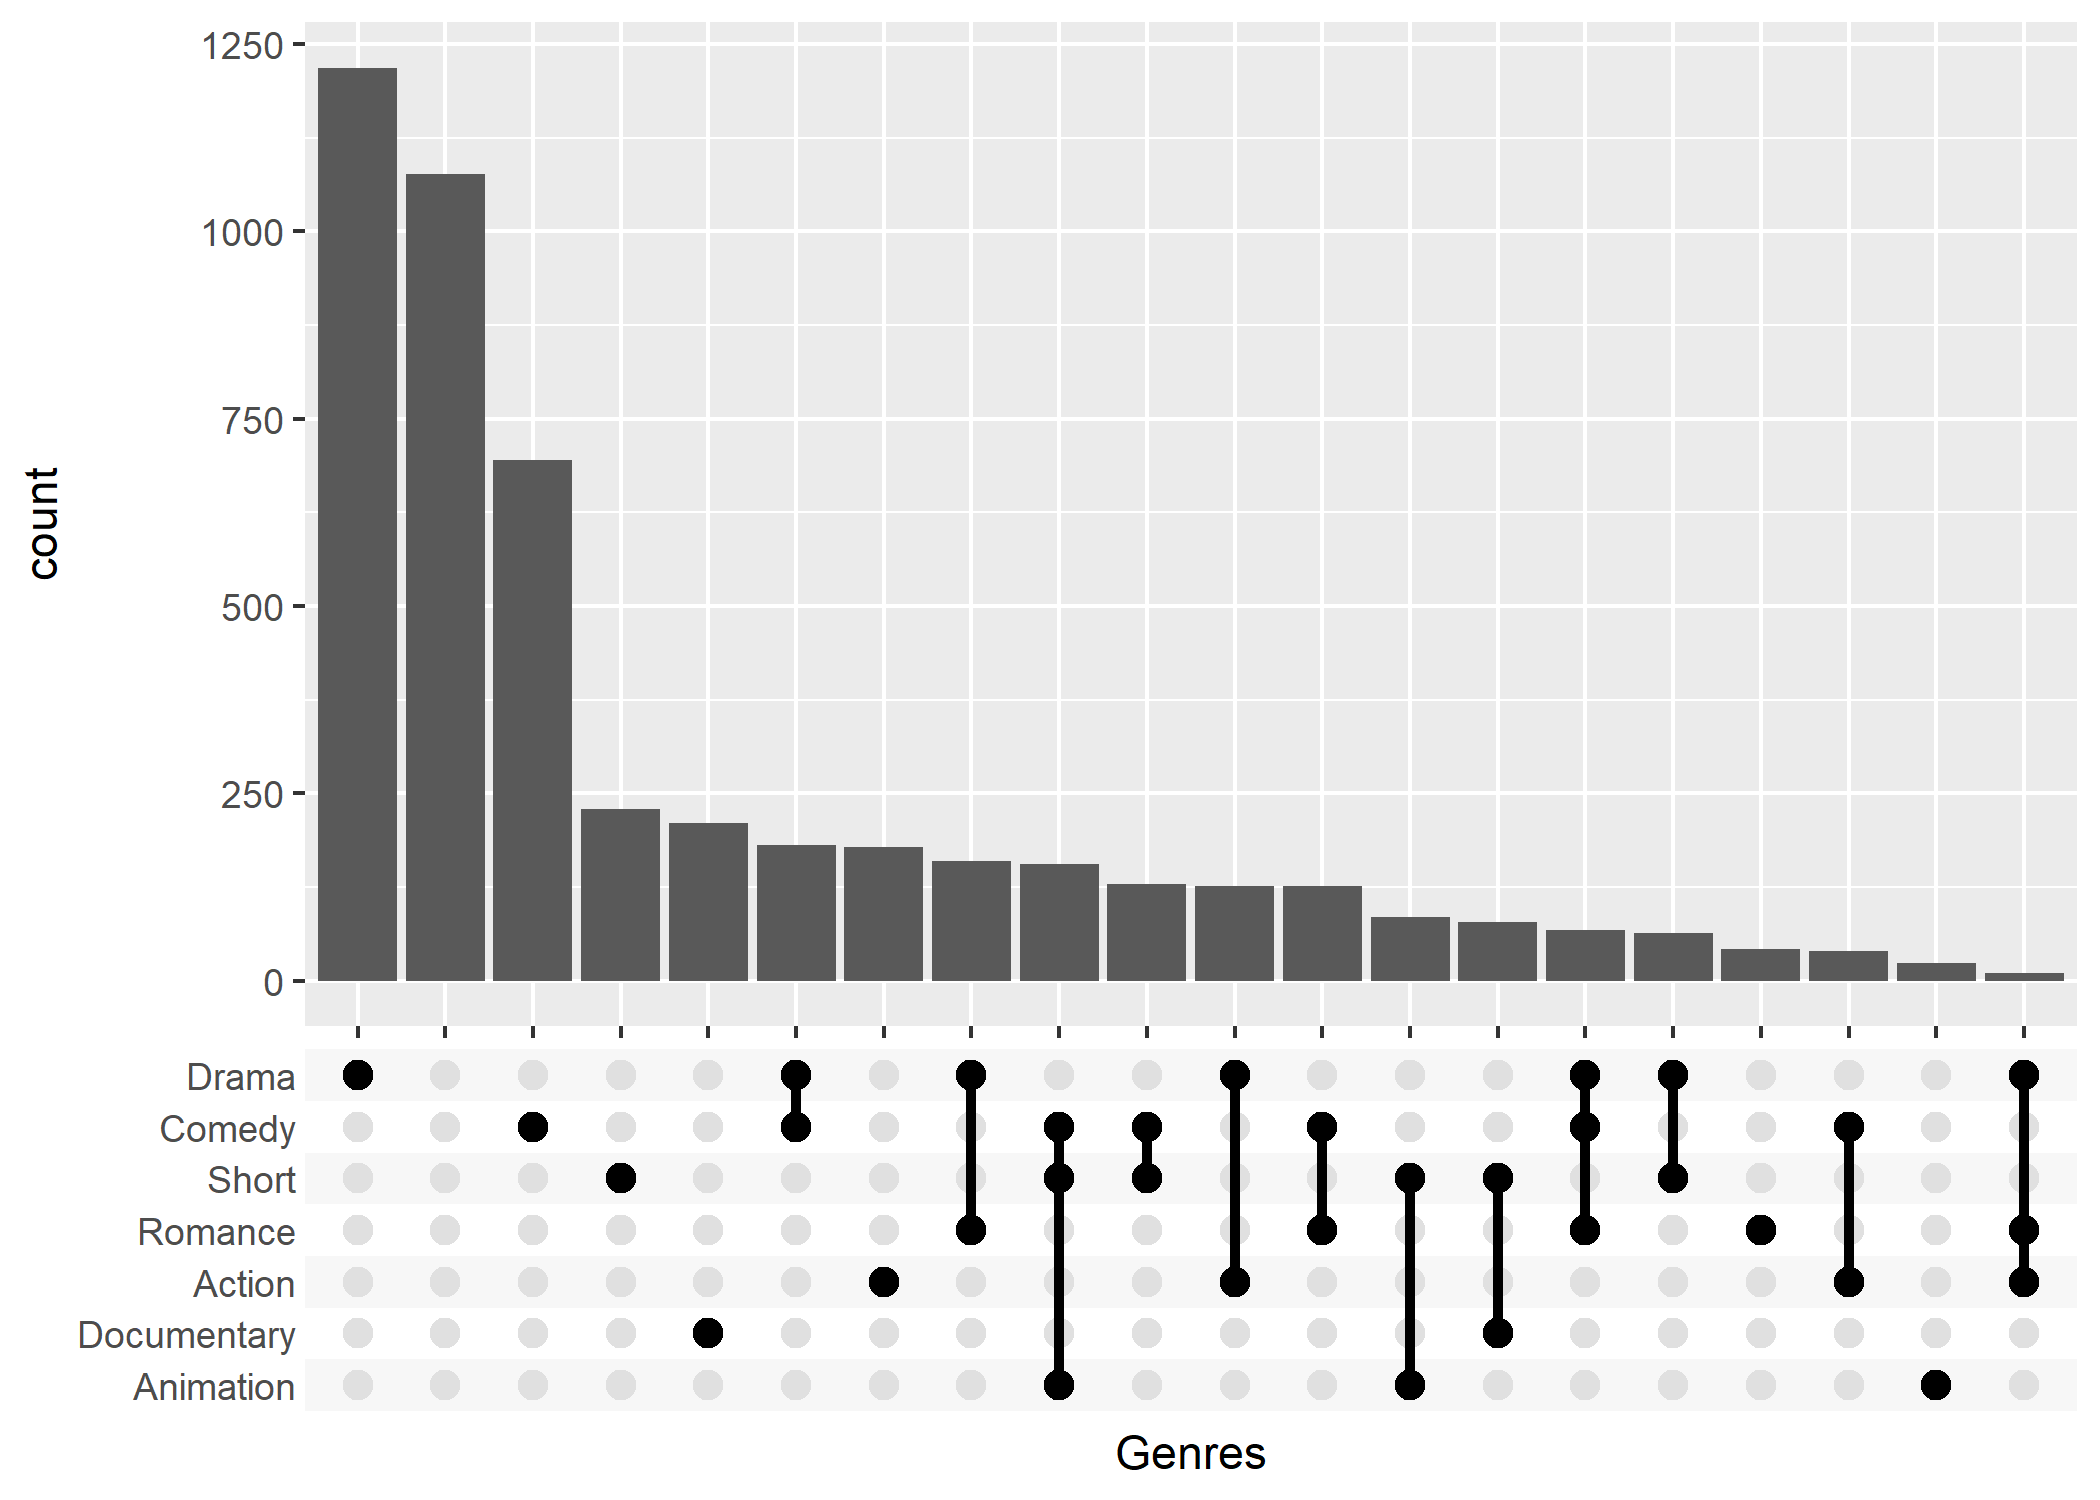 1250
1000
750
500
250
0
count
Drama
Comedy
Short
Romance
Action
Documentary
Animation
Genres